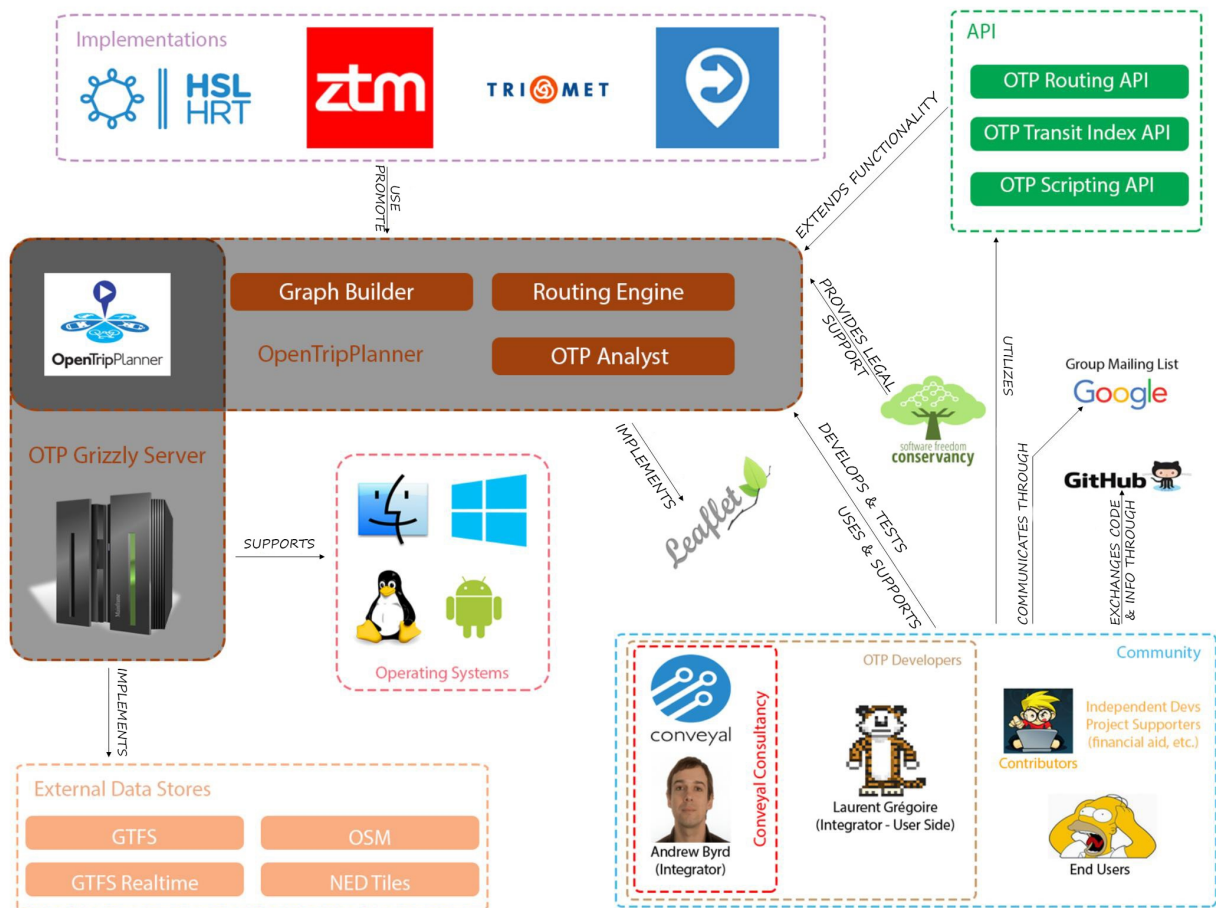 Implementations
HSL
HRT
ztm
TRIMET
USE
PROMOTE
API
OTP Routing API
OTP Transit Index API
OTP Scripting API
EXTENDS FUNCTIONALITY
OpenTripPlanner
Graph Builder
Routing Engine
OpenTripPlanner
OTP Analyst
PROVIDES LEGAL
SUPPORT
software freedom
conservancy
UTILIZES
Group Mailing List
Google
GitHub
OTP Grizzly Server
SUPPORTS
Operating Systems
IMPLEMENTS
Leaflet
DEVELOPS & TESTS
USES & SUPPORTS
COMMUNICATES THROUGH
EXCHANGES CODE
& INFO THROUGH
IMPLEMENTS
External Data Stores
GTFS
OSM
GTFS Realtime
NED Tiles
OTP Developers
Community
conveyal
Conveyal Consultancy
Andrew Byrd
(Integrator)
Laurent Grégoire
(Integrator - User Side)
Independent Devs
Project Supporters
(financial aid, etc.)
Contributors
End Users